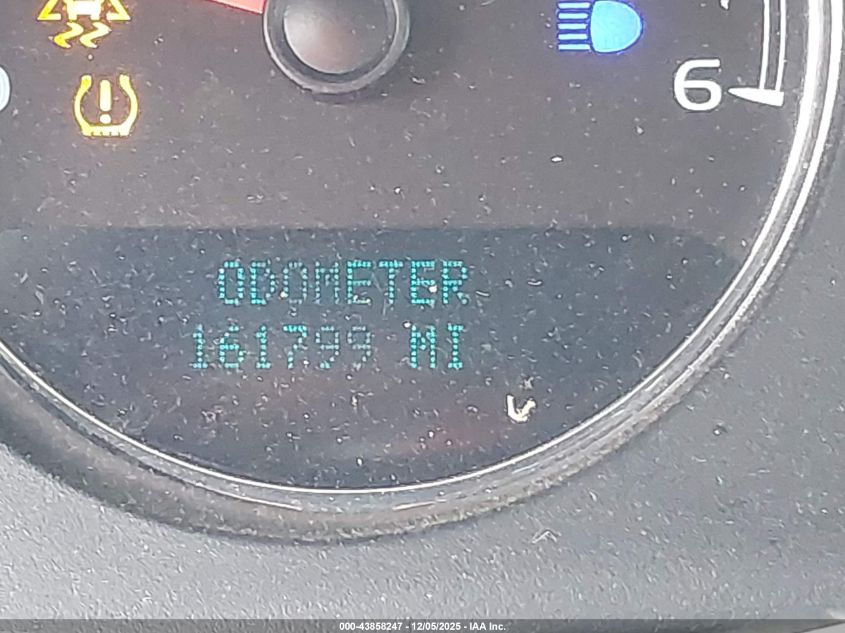 6
ODOMETER
161799 MI
000-43858247 - 12/05/2025 - IAA Inc.